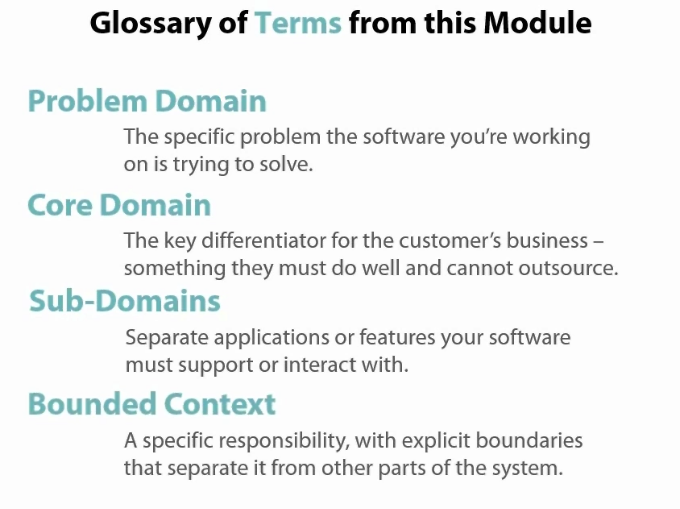 Glossary of Terms from this Module
Problem Domain
The specific problem the software you’re working
on is trying to solve.
Core Domain
The key differentiator for the customer’s business –
something they must do well and cannot outsource.
Sub-Domains
Separate applications or features your software
must support or interact with.
Bounded Context
A specific responsibility, with explicit boundaries
that separate it from other parts of the system.